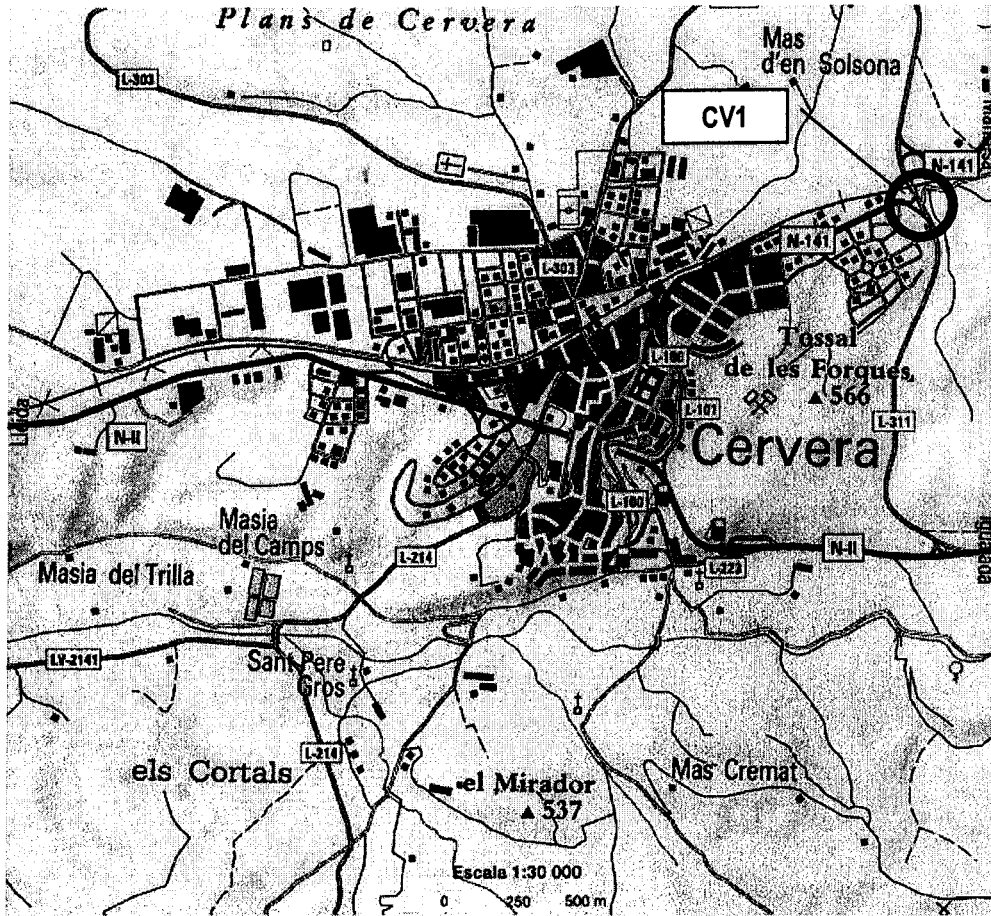 Plans de Cervera
L-303
Mas
d'en Solsona
CV1
N-141
N-141
L-303
L-100
Tossal
de les Forques
566
L-101
L-311
Cervera
N-II
L-100
Masia
del Camps
L-214
N-II
Masia del Trilla
L-223
LV-2141
Sant Pere
Gros
L-214
els Cortals
el Mirador
537
Mas Cremat
Escala 1:30 000
0 250 500 m